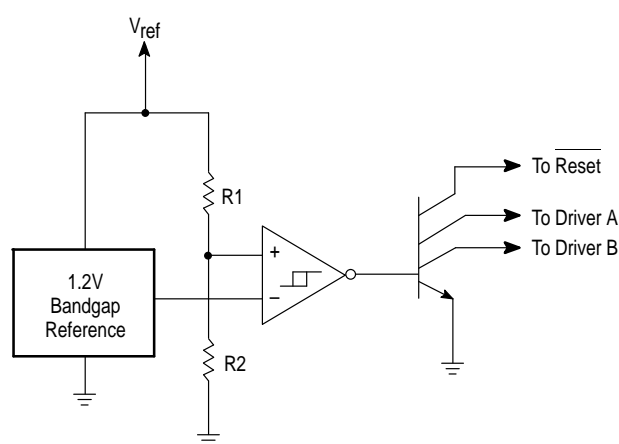 Vref
R1
To Reset
To Driver A
To Driver B
+
−
1.2V
Bandgap
Reference
R2